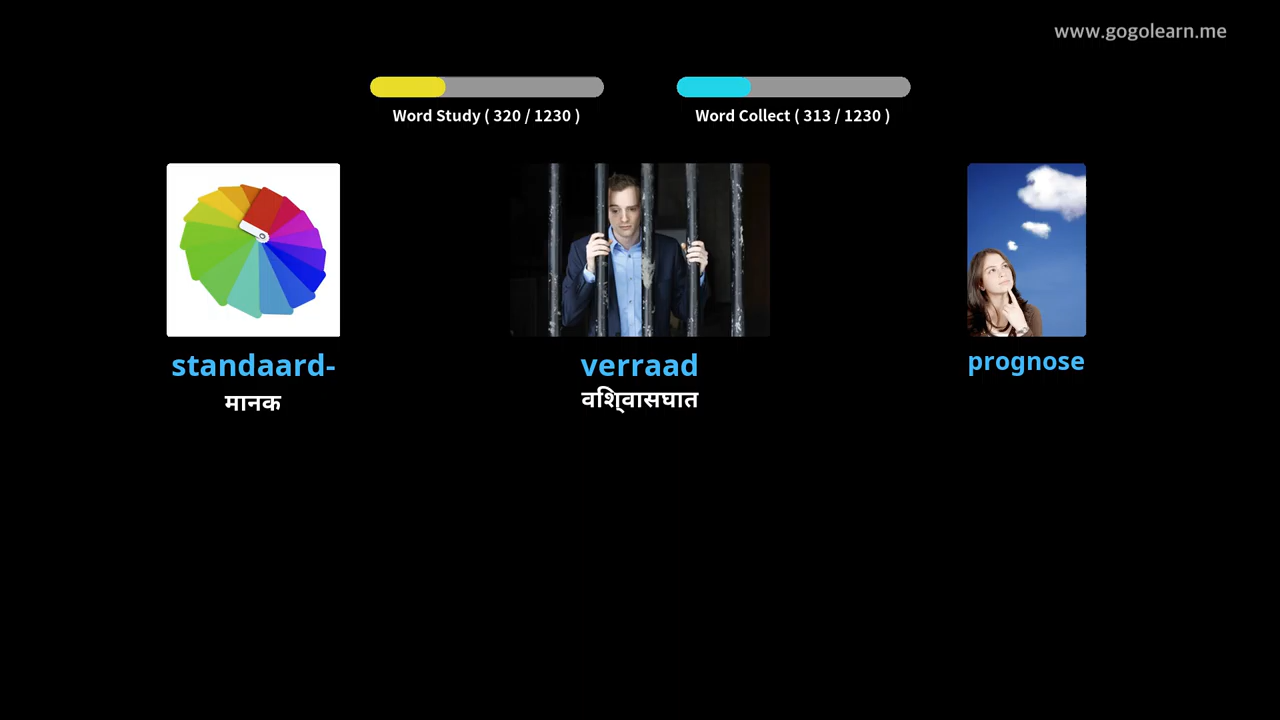 www.gogolearn.me
Word Study ( 320 / 1230 )
Word Collect ( 313 / 1230 )
standaard-
मानक
verraad
वशि्वासघात
prognose